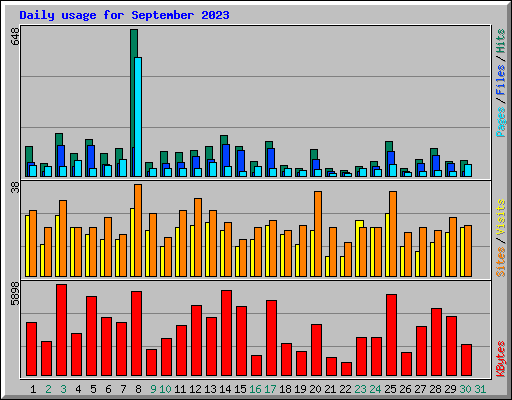 Daily usage for September 2023
648
Pages / Files / Hits
38
Sites / Visits
5898
KBytes
1 2 3 4 5 6 7 8 9 10 11 12 13 14 15 16 17 18 19 20 21 22 23 24 25 26 27 28 29 30 31